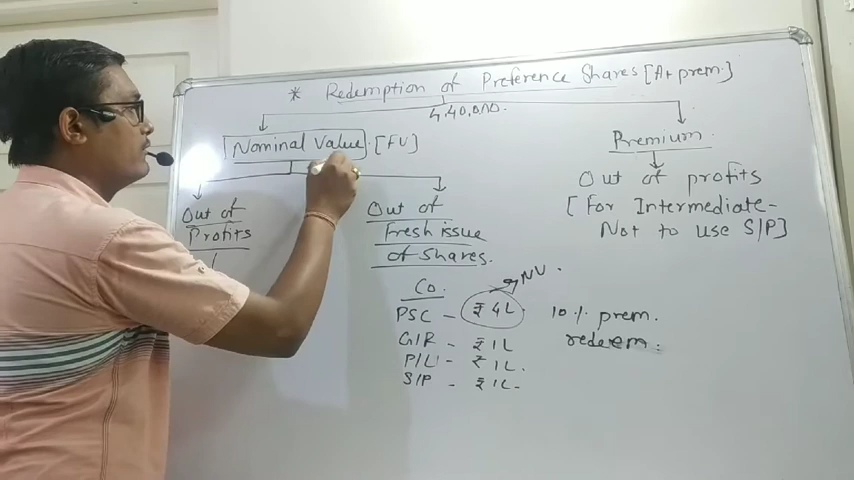 * Redemption of Preference Shares [At prem.]
4,40,000.
Nominal Value [FV]
Premium
Out of
Profits
Out of
Fresh issue
of Shares.
Out of profits
[For Intermediate-
Not to use S/P]
Co.
NV.
PSC - ₹ 4L
G/R - ₹ 1L
P/L - ₹ 1L.
S/P - ₹ 1L-
10% prem.
redeem.